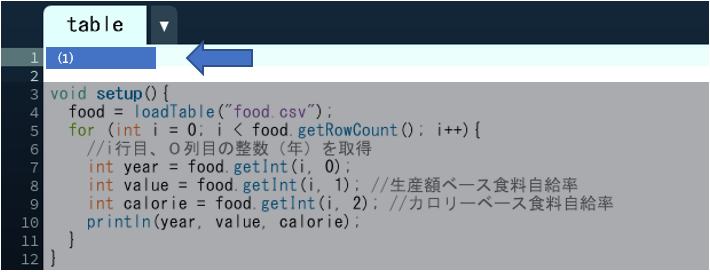 table ▼
1 (1)
2
3 void setup(){
4 food = loadTable("food.csv");
5 for (int i = 0; i < food.getRowCount(); i++){
6 //i行目、０列目の整数（年）を取得
7 int year = food.getInt(i, 0);
8 int value = food.getInt(i, 1); //生産額ベース食料自給率
9 int calorie = food.getInt(i, 2); //カロリーベース食料自給率
10 println(year, value, calorie);
11 }
12 }